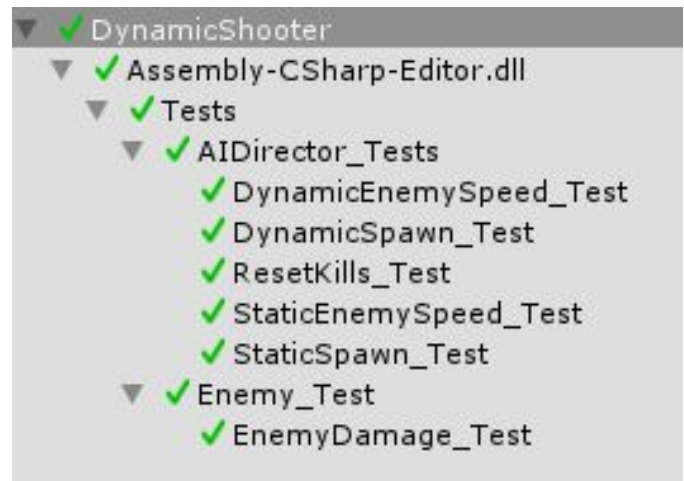 DynamicShooter
Assembly-CSharp-Editor.dll
Tests
AIDirector_Tests
DynamicEnemySpeed_Test
DynamicSpawn_Test
ResetKills_Test
StaticEnemySpeed_Test
StaticSpawn_Test
Enemy_Test
EnemyDamage_Test